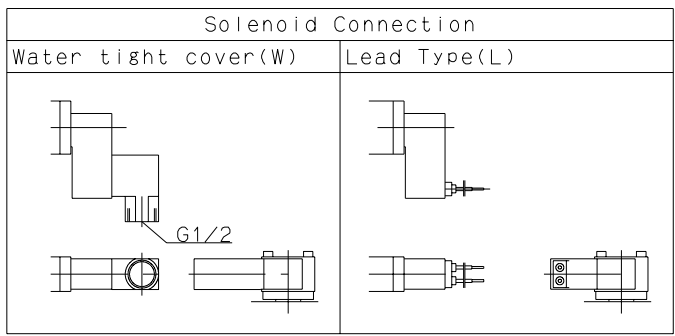 Solenoid Connection
Water tight cover(W)
Lead Type(L)
G1/2